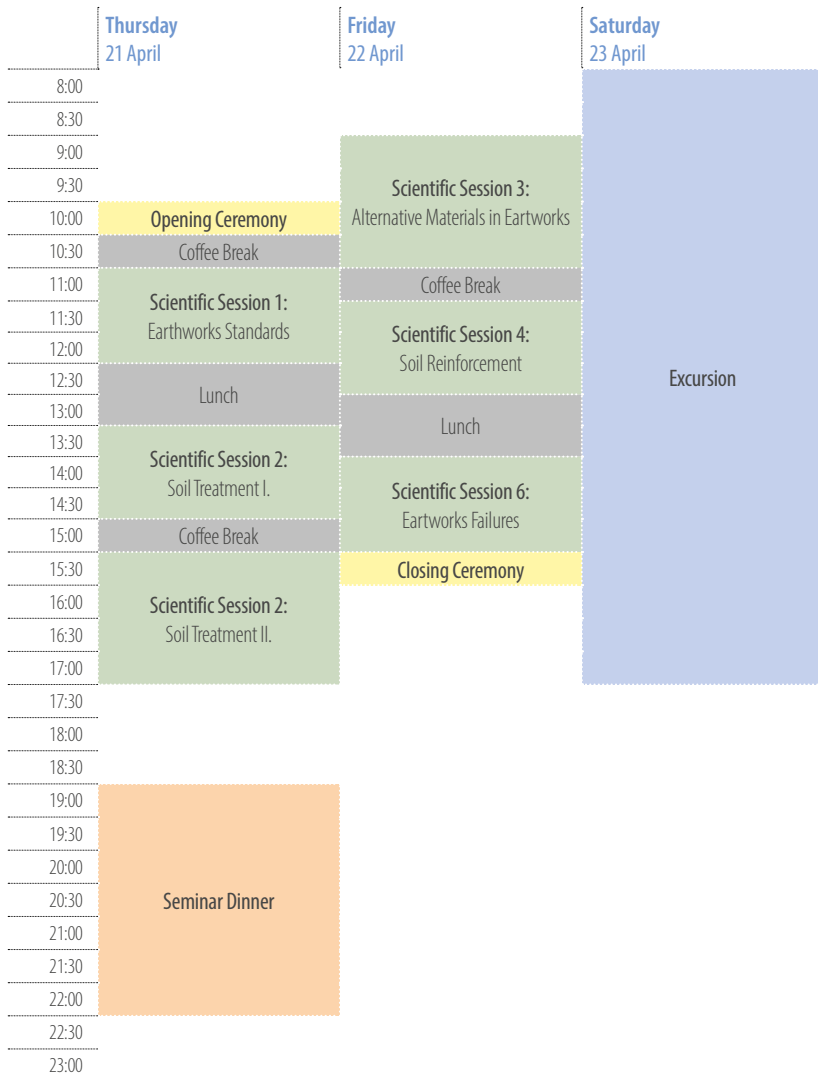 Thursday
21 April
Friday
22 April
Saturday
23 April
8:00
8:30
9:00
9:30
10:00
10:30
11:00
11:30
12:00
12:30
13:00
13:30
14:00
14:30
15:00
15:30
16:00
16:30
17:00
17:30
18:00
18:30
19:00
19:30
20:00
20:30
21:00
21:30
22:00
22:30
23:00
Opening Ceremony
Coffee Break
Scientific Session 1:
Earthworks Standards
Lunch
Scientific Session 2:
Soil Treatment I.
Coffee Break
Scientific Session 2:
Soil Treatment II.
Seminar Dinner
Scientific Session 3:
Alternative Materials in Eartworks
Coffee Break
Scientific Session 4:
Soil Reinforcement
Lunch
Scientific Session 6:
Eartworks Failures
Closing Ceremony
Excursion